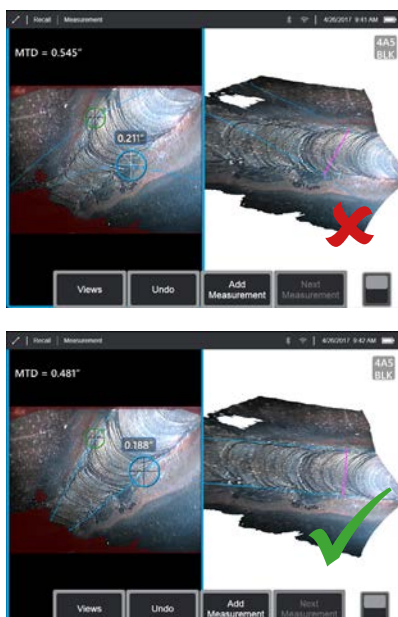 Recall | Measurement
4/26/2017 9:41 AM
MTD = 0.545"
4A5
BLK
0.211"
Views
Undo
Add
Measurement
Next
Measurement
Recall | Measurement
4/26/2017 9:42 AM
MTD = 0.481"
4A5
BLK
0.188"
Views
Undo
Add
Measurement
Next
Measurement